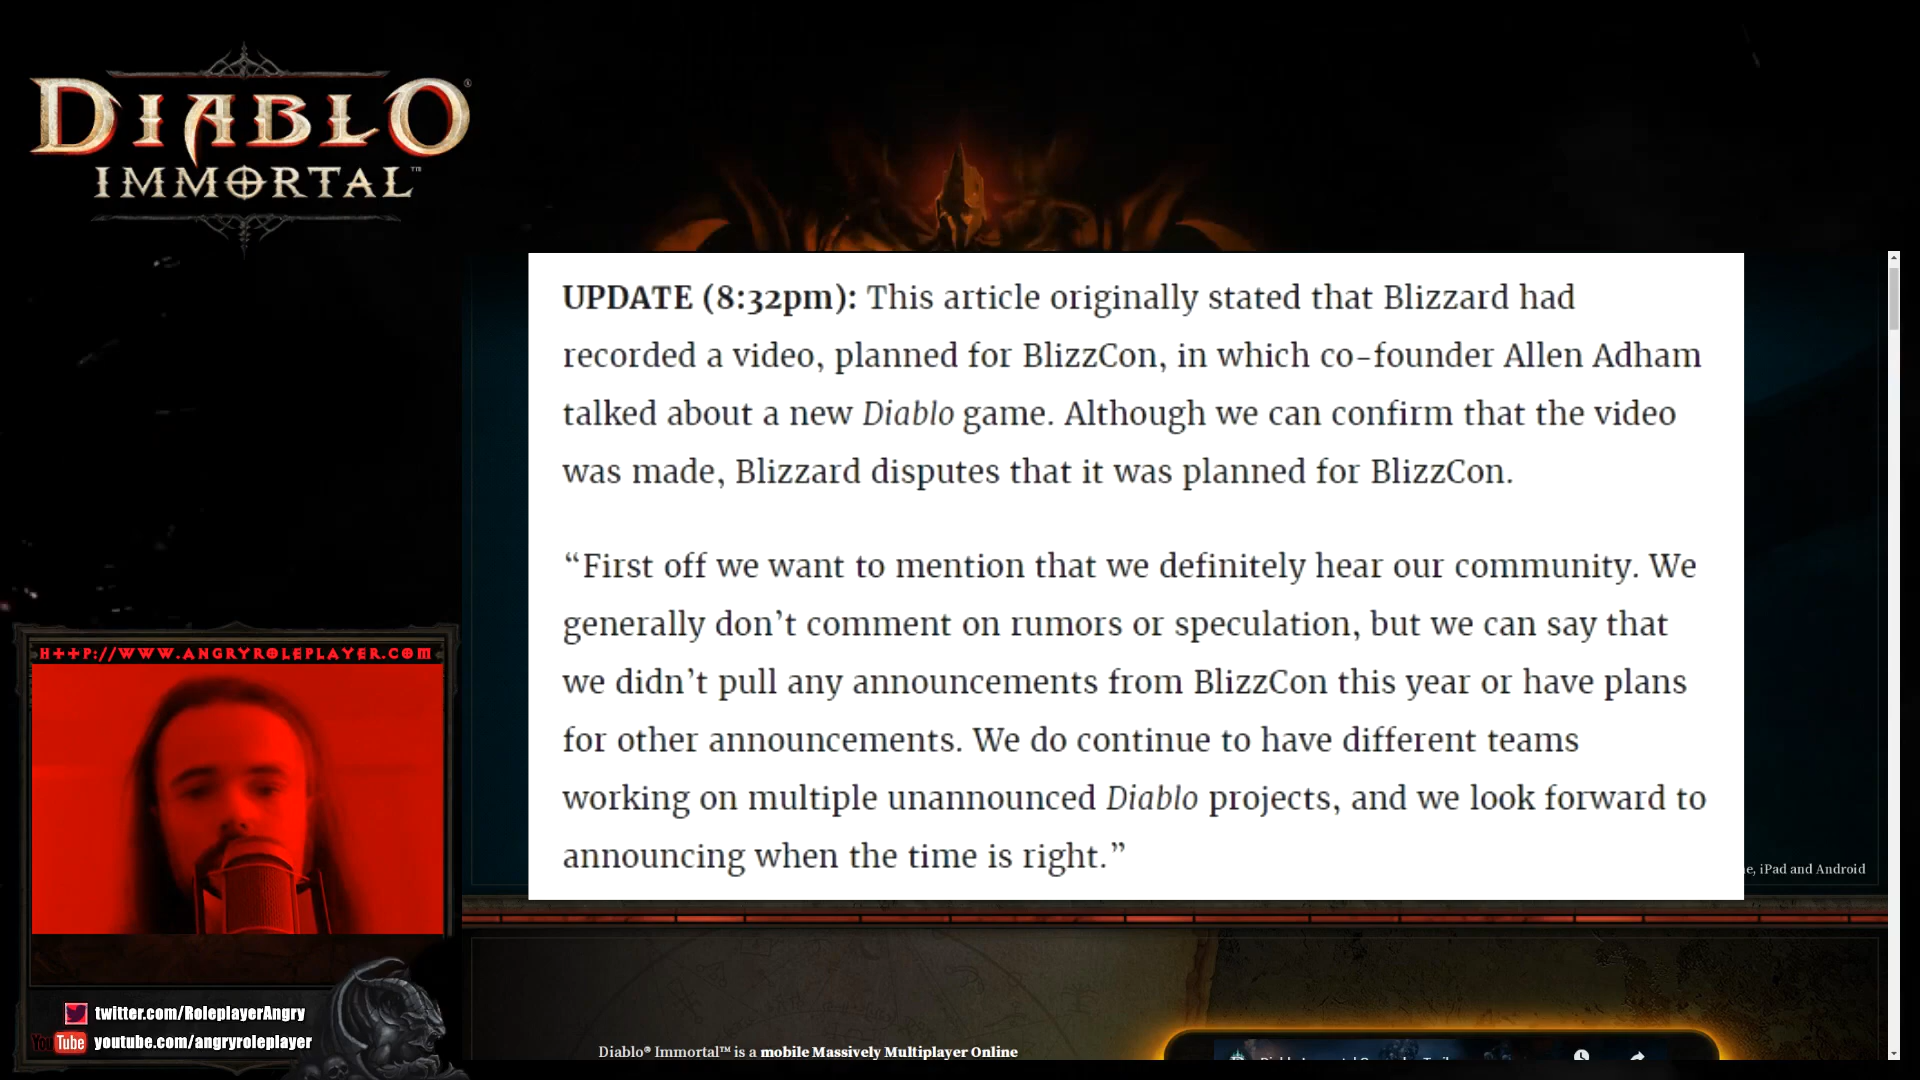 DIABLO®
IMMORTAL™
UPDATE (8:32pm): This article originally stated that Blizzard had
recorded a video, planned for BlizzCon, in which co-founder Allen Adham
talked about a new Diablo game. Although we can confirm that the video
was made, Blizzard disputes that it was planned for BlizzCon.
“First off we want to mention that we definitely hear our community. We
generally don’t comment on rumors or speculation, but we can say that
we didn’t pull any announcements from BlizzCon this year or have plans
for other announcements. We do continue to have different teams
working on multiple unannounced Diablo projects, and we look forward to
announcing when the time is right.”
iPad and Android
H++P://WWW.ANGRYROLEPLAYER.COM
twitter.com/RoleplayerAngry
YouTube youtube.com/angryroleplayer
Diablo® Immortal™ is a mobile Massively Multiplayer Online